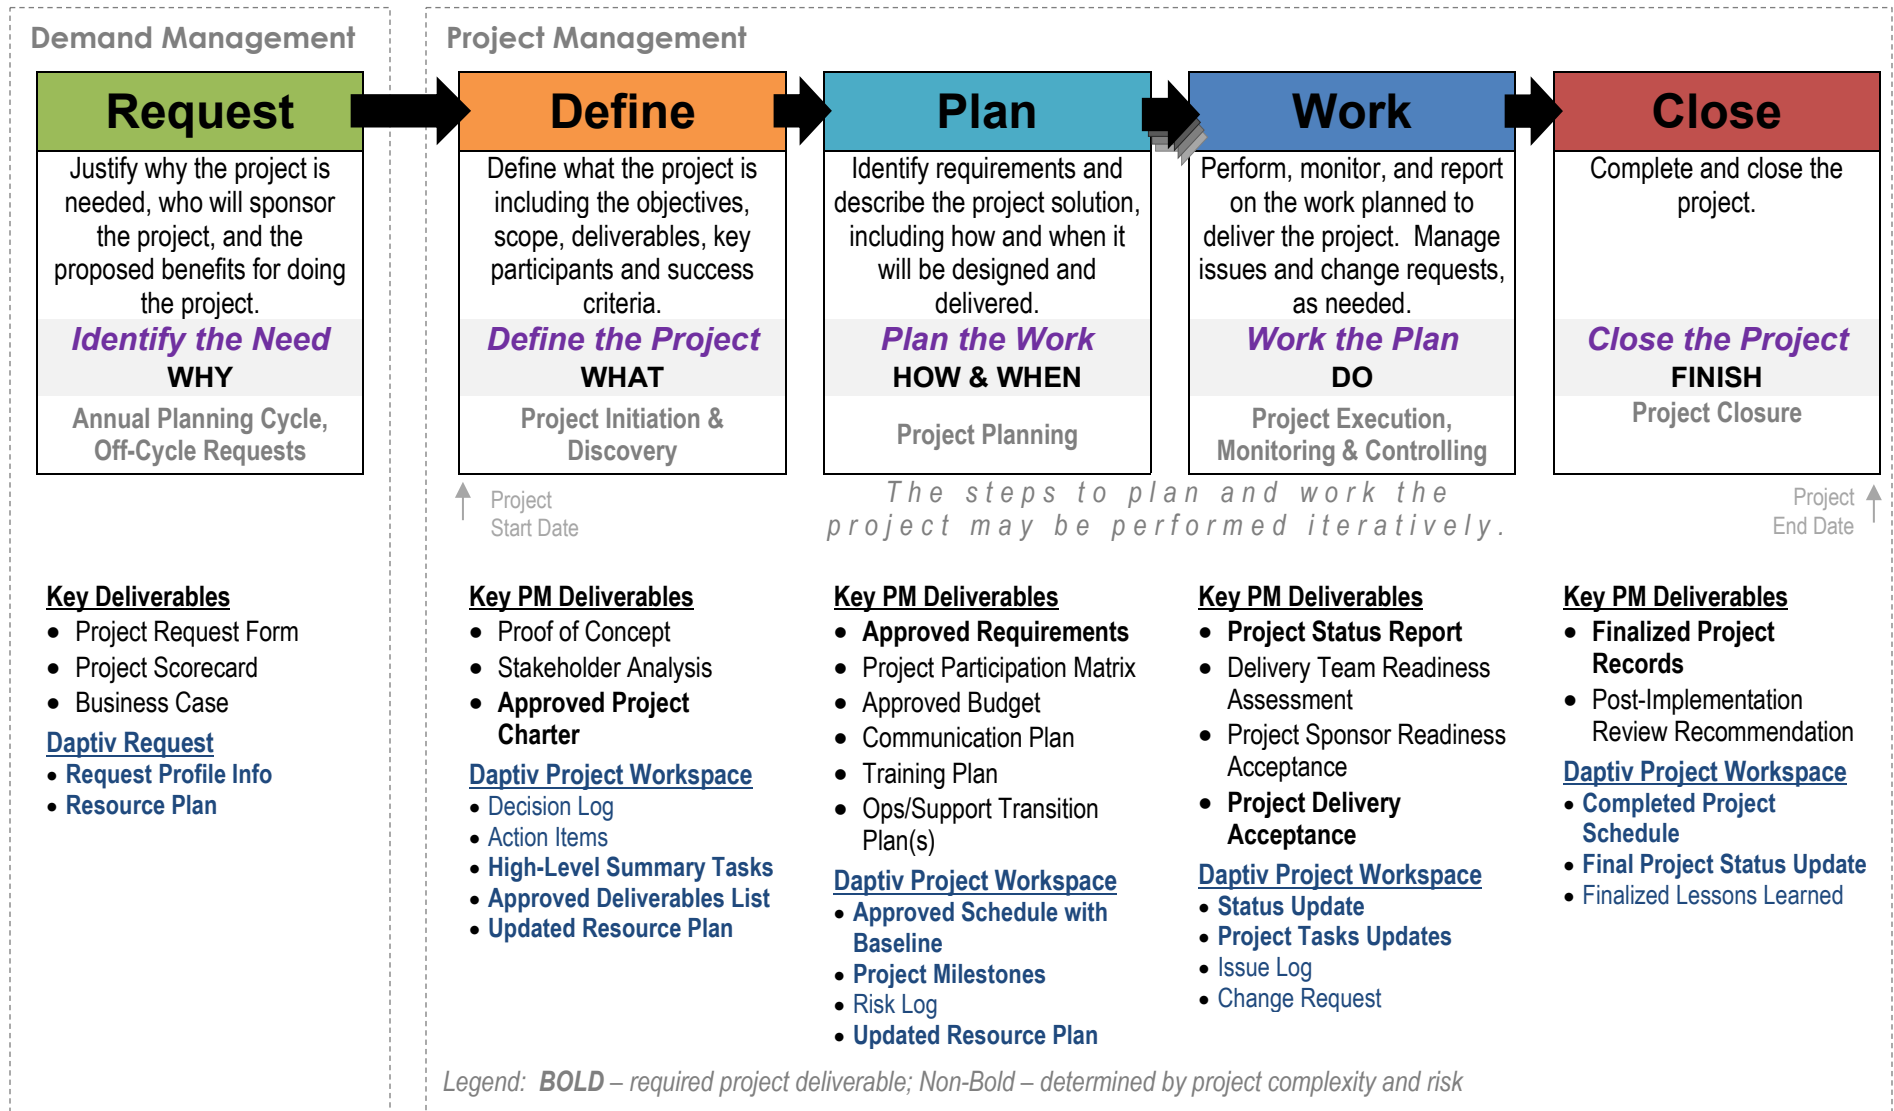 Demand Management
Request
Justify why the project is
needed, who will sponsor
the project, and the
proposed benefits for doing
the project.
Identify the Need
WHY
Annual Planning Cycle,
Off-Cycle Requests
Key Deliverables
● Project Request Form
● Project Scorecard
● Business Case
Daptiv Request
● Request Profile Info
● Resource Plan
Project Management
Define
Define what the project is
including the objectives,
scope, deliverables, key
participants and success
criteria.
Define the Project
WHAT
Project Initiation &
Discovery
Project
Start Date
Key PM Deliverables
● Proof of Concept
● Stakeholder Analysis
● Approved Project
Charter
Daptiv Project Workspace
● Decision Log
● Action Items
● High-Level Summary Tasks
● Approved Deliverables List
● Updated Resource Plan
Plan
Identify requirements and
describe the project solution,
including how and when it
will be designed and
delivered.
Plan the Work
HOW & WHEN
Project Planning
The steps to plan and work the
project may be performed iteratively.
Key PM Deliverables
● Approved Requirements
● Project Participation Matrix
● Approved Budget
● Communication Plan
● Training Plan
● Ops/Support Transition
Plan(s)
Daptiv Project Workspace
● Approved Schedule with
Baseline
● Project Milestones
● Risk Log
● Updated Resource Plan
Work
Perform, monitor, and report
on the work planned to
deliver the project.  Manage
issues and change requests,
as needed.
Work the Plan
DO
Project Execution,
Monitoring & Controlling
Key PM Deliverables
● Project Status Report
● Delivery Team Readiness
Assessment
● Project Sponsor Readiness
Acceptance
● Project Delivery
Acceptance
Daptiv Project Workspace
● Status Update
● Project Tasks Updates
● Issue Log
● Change Request
Close
Complete and close the
project.
Close the Project
FINISH
Project Closure
Project
End Date
Key PM Deliverables
● Finalized Project
Records
● Post-Implementation
Review Recommendation
Daptiv Project Workspace
● Completed Project
Schedule
● Final Project Status Update
● Finalized Lessons Learned
Legend:  BOLD – required project deliverable; Non-Bold – determined by project complexity and risk